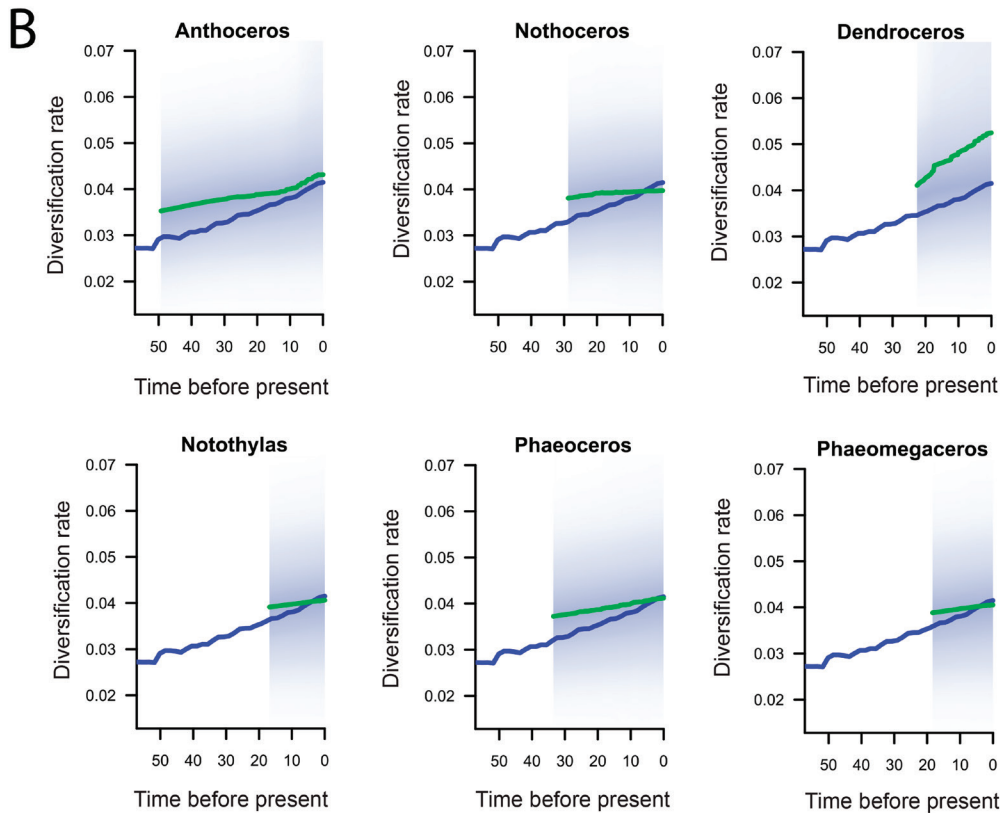 B
Anthoceros
Diversification rate
0.07
0.06
0.05
0.04
0.03
0.02
50 40 30 20 10 0
Time before present
Nothoceros
Diversification rate
0.07
0.06
0.05
0.04
0.03
0.02
50 40 30 20 10 0
Time before present
Dendroceros
Diversification rate
0.07
0.06
0.05
0.04
0.03
0.02
50 40 30 20 10 0
Time before present
Notothylas
Diversification rate
0.07
0.06
0.05
0.04
0.03
0.02
50 40 30 20 10 0
Time before present
Phaeoceros
Diversification rate
0.07
0.06
0.05
0.04
0.03
0.02
50 40 30 20 10 0
Time before present
Phaeomegaceros
Diversification rate
0.07
0.06
0.05
0.04
0.03
0.02
50 40 30 20 10 0
Time before present